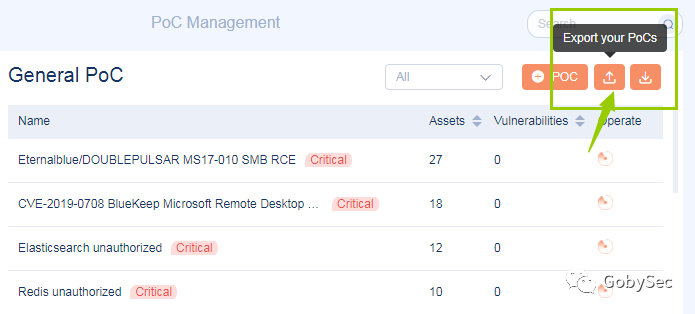 PoC Management
Search
Export your PoCs
General PoC
All
POC
Name Assets Vulnerabilities Operate
Eternalblue/DOUBLEPULSAR MS17-010 SMB RCE Critical 27 0
CVE-2019-0708 BlueKeep Microsoft Remote Desktop ... Critical 18 0
Elasticsearch unauthorized Critical 12 0
Redis unauthorized Critical 10 0
GobySec